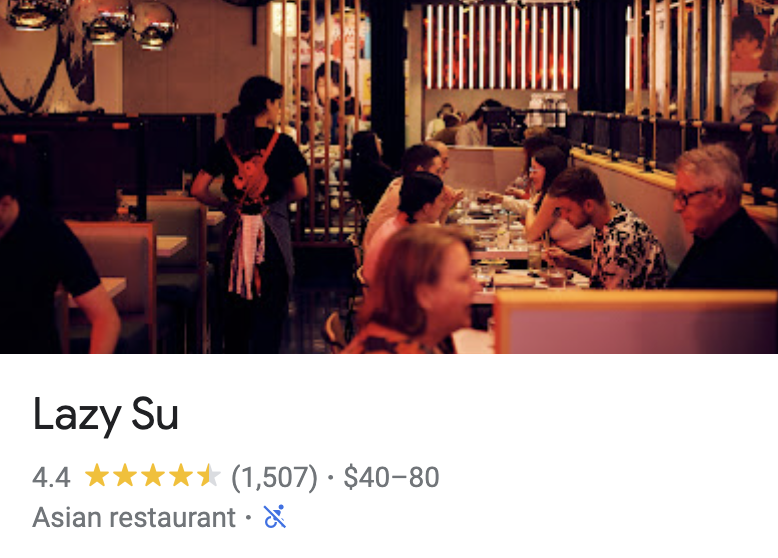 Lazy Su
4.4 (1,507) · $40–80
Asian restaurant ·